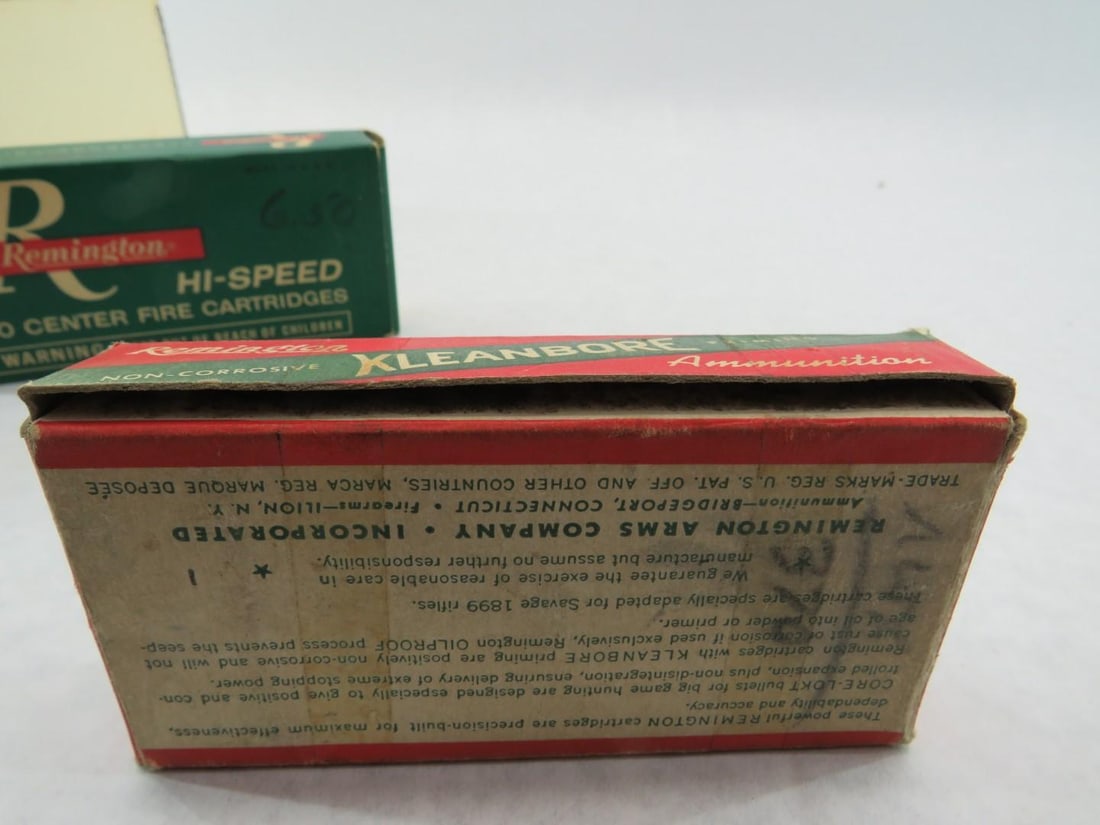 R
Remington
6.50
HI-SPEED
CENTER FIRE CARTRIDGES
WARNING REACH OF CHILDREN
Remington KLEANBORE
NON-CORROSIVE Ammunition
These powerful REMINGTON cartridges are precision-built for maximum effectiveness,
dependability and accuracy.
CORE-LOKT bullets for big game hunting are designed especially to give positive and con-
trolled expansion, plus non-disintegration, ensuring delivery of extreme stopping power.
Remington cartridges with KLEANBORE priming are positively non-corrosive and will not
cause rust or corrosion if used exclusively, Remington OILPROOF process prevents the seep-
age of oil into powder or primer.
These cartridges are specially adapted for Savage 1899 rifles.
★ We guarantee the exercise of reasonable care in ★ 1
manufacture but assume no further responsibility.
REMINGTON ARMS COMPANY • INCORPORATED
Ammunition—BRIDGEPORT, CONNECTICUT • Firearms—ILION, N. Y.
TRADE-MARKS REG. U. S. PAT. OFF. AND OTHER COUNTRIES, MARCA REG. MARQUE DEPOSÉE